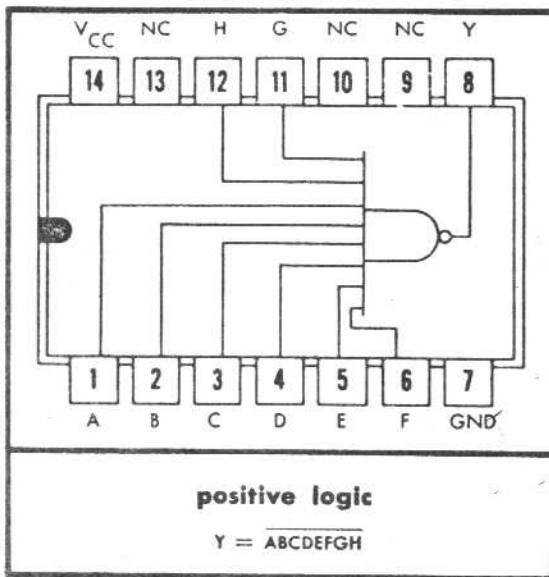 VCC NC H G NC NC Y
14 13 12 11 10 9 8
1 2 3 4 5 6 7
A B C D E F GND
positive logic
Y = ABCDEFGH